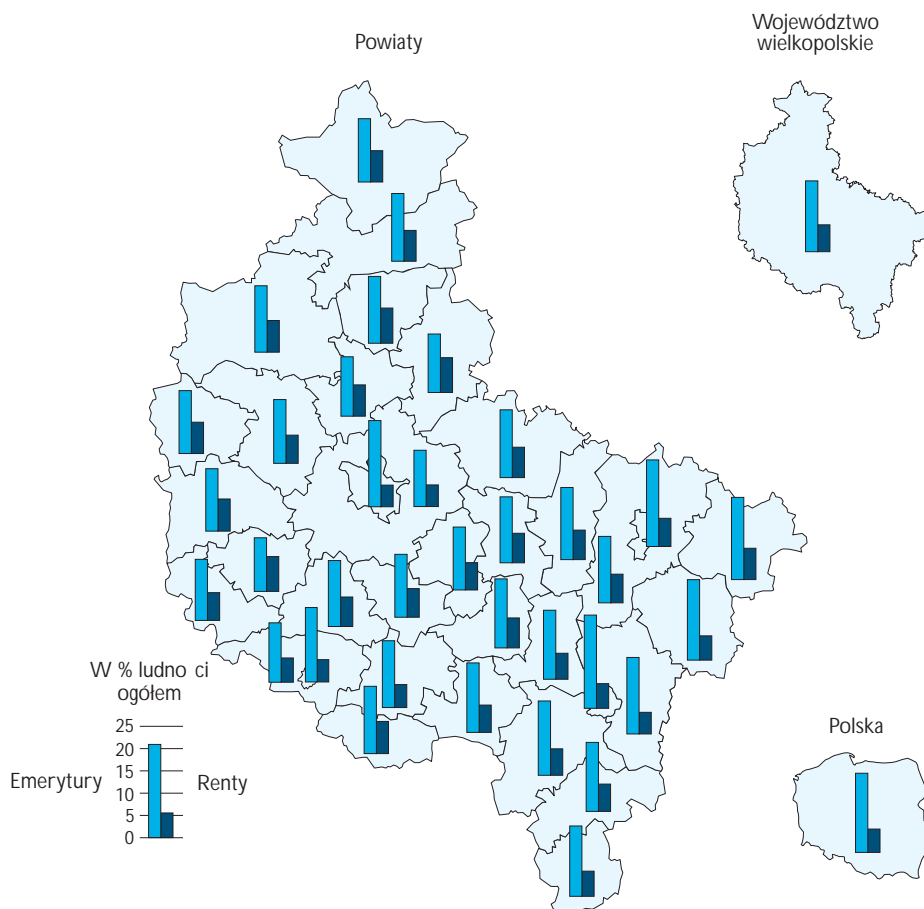 Województwo
wielkopolskie
Powiaty
W % ludno ci
ogółem
25
20
15
10
5
0
Emerytury
Renty
Polska